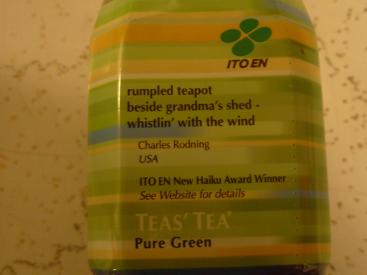 ITO EN
rumpled teapot
beside grandma's shed -
whistlin' with the wind
Charles Rodning
USA
ITO EN New Haiku Award Winner
See Website for details
TEAS' TEA®
Pure Green